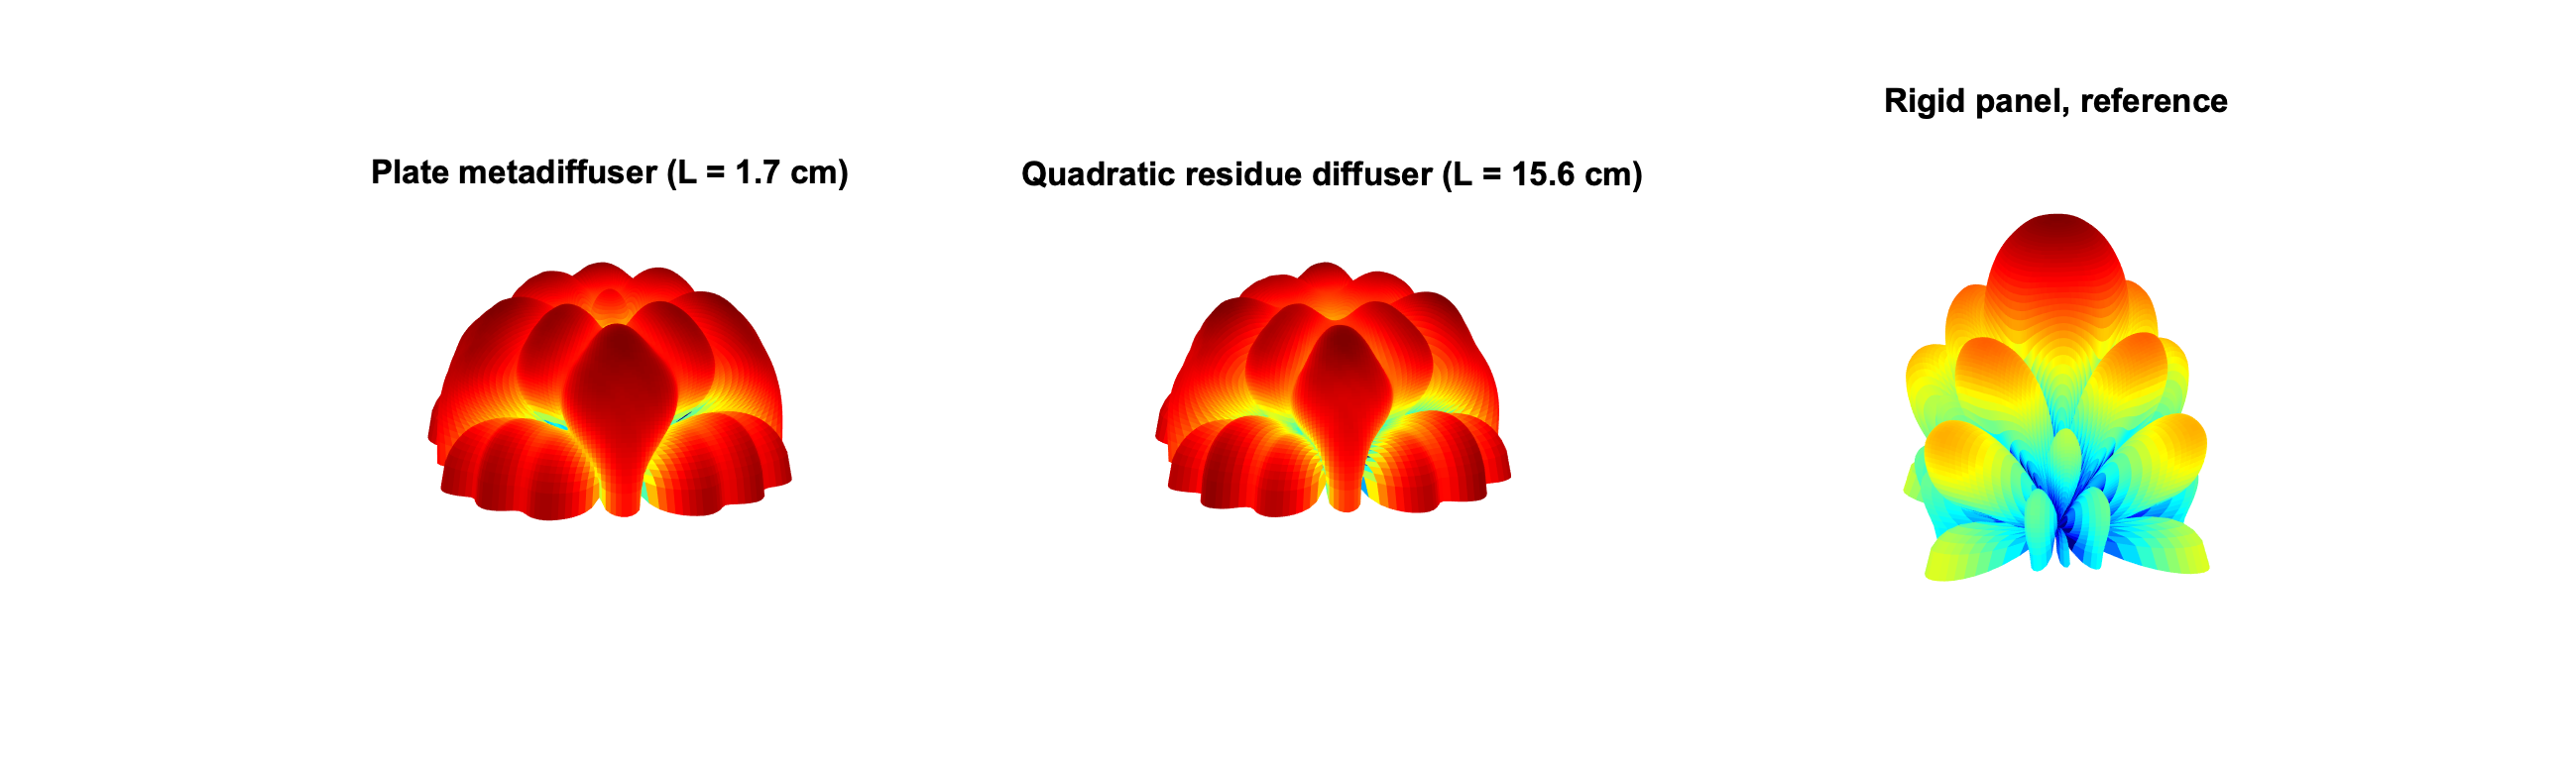 Plate metadiffuser (L = 1.7 cm)
Quadratic residue diffuser (L = 15.6 cm)
Rigid panel, reference